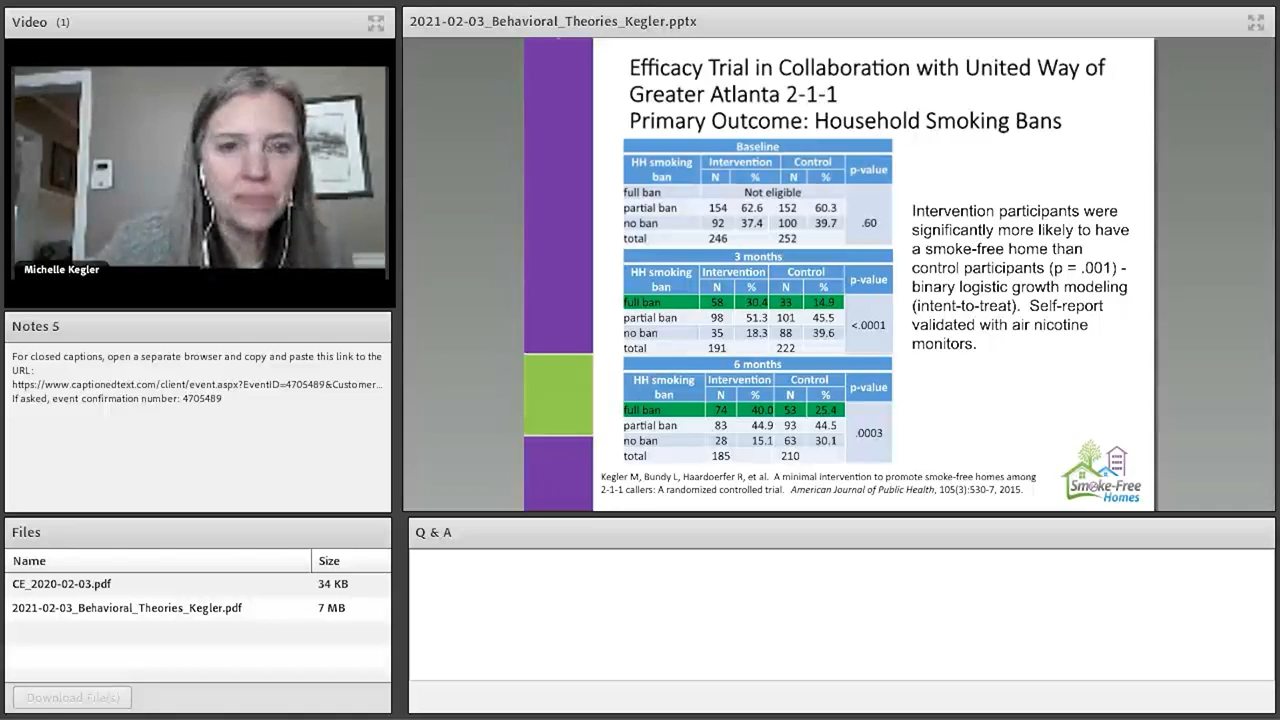 Video (1)
Michelle Kegler
Notes 5
For closed captions, open a separate browser and copy and paste this link to the
URL:
https://www.captionedtext.com/client/event.aspx?EventID=4705489&Customer...
If asked, event confirmation number: 4705489
Files
Name Size
CE_2020-02-03.pdf 34 KB
2021-02-03_Behavioral_Theories_Kegler.pdf 7 MB
Download File(s)
2021-02-03_Behavioral_Theories_Kegler.pptx
Efficacy Trial in Collaboration with United Way of
Greater Atlanta 2-1-1
Primary Outcome: Household Smoking Bans
Baseline
HH smoking ban Intervention Control p-value
N % N %
full ban Not eligible
partial ban 154 62.6 152 60.3
no ban 92 37.4 100 39.7 .60
total 246 252
3 months
HH smoking ban Intervention Control p-value
N % N %
full ban 58 30.4 33 14.9
partial ban 98 51.3 101 45.5 <.0001
no ban 35 18.3 88 39.6
total 191 222
6 months
HH smoking ban Intervention Control p-value
N % N %
full ban 74 40.0 53 25.4
partial ban 83 44.9 93 44.5 .0003
no ban 28 15.1 63 30.1
total 185 210
Intervention participants were
significantly more likely to have
a smoke-free home than
control participants (p = .001) -
binary logistic growth modeling
(intent-to-treat). Self-report
validated with air nicotine
monitors.
Kegler M, Bundy L, Haardoerfer R, et al. A minimal intervention to promote smoke-free homes among
2-1-1 callers: A randomized controlled trial. American Journal of Public Health, 105(3):530-7, 2015.
Smoke-Free
Homes
Q & A